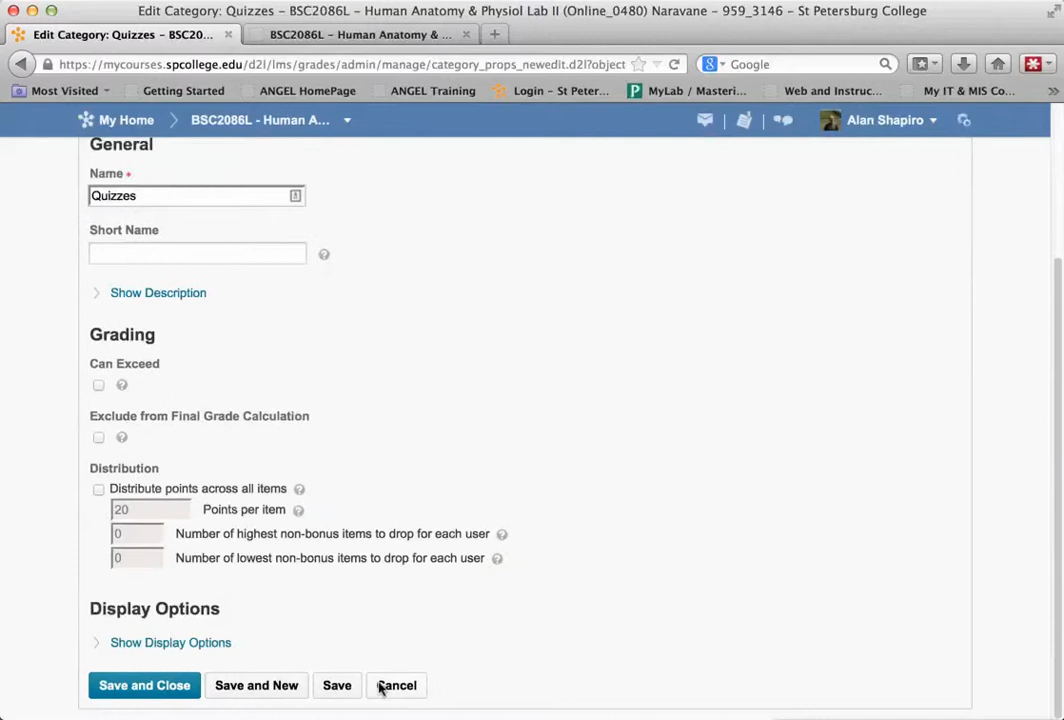 Edit Category: Quizzes – BSC2086L – Human Anatomy & Physiol Lab II (Online_0480) Naravane – 959_3146 – St Petersburg College
Edit Category: Quizzes – BSC20...
BSC2086L – Human Anatomy & ...
https://mycourses.spcollege.edu/d2l/lms/grades/admin/manage/category_props_newedit.d2l?object
Google
Most Visited
Getting Started
ANGEL HomePage
ANGEL Training
Login – St Peter...
MyLab / Masteri...
Web and Instruc...
My IT & MIS Co...
My Home
BSC2086L - Human A...
Alan Shapiro
General
Name *
Quizzes
Short Name
Show Description
Grading
Can Exceed
Exclude from Final Grade Calculation
Distribution
Distribute points across all items
20 Points per item
0 Number of highest non-bonus items to drop for each user
0 Number of lowest non-bonus items to drop for each user
Display Options
Show Display Options
Save and Close
Save and New
Save
Cancel